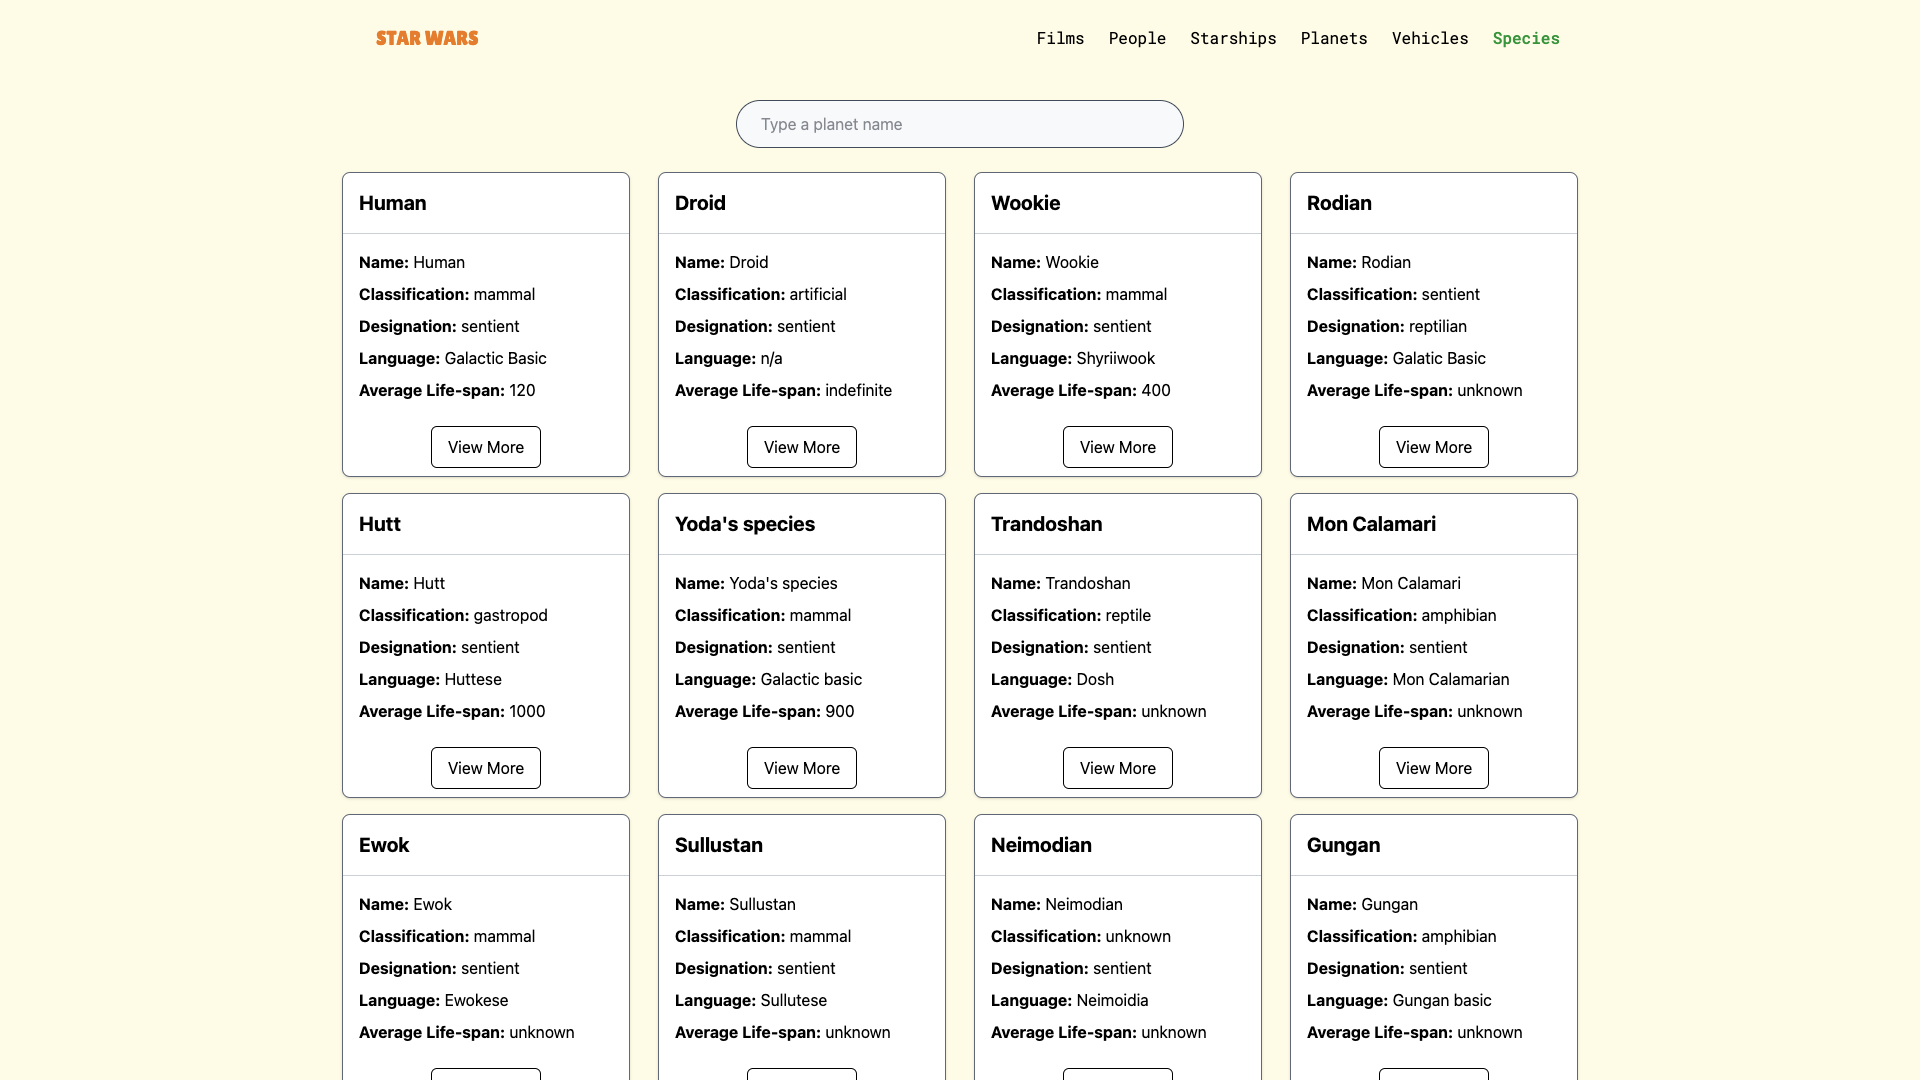 STAR WARS
Films People Starships Planets Vehicles Species
Type a planet name
Human
Name: Human
Classification: mammal
Designation: sentient
Language: Galactic Basic
Average Life-span: 120
View More
Droid
Name: Droid
Classification: artificial
Designation: sentient
Language: n/a
Average Life-span: indefinite
View More
Wookie
Name: Wookie
Classification: mammal
Designation: sentient
Language: Shyriiwook
Average Life-span: 400
View More
Rodian
Name: Rodian
Classification: sentient
Designation: reptilian
Language: Galatic Basic
Average Life-span: unknown
View More
Hutt
Name: Hutt
Classification: gastropod
Designation: sentient
Language: Huttese
Average Life-span: 1000
View More
Yoda's species
Name: Yoda's species
Classification: mammal
Designation: sentient
Language: Galactic basic
Average Life-span: 900
View More
Trandoshan
Name: Trandoshan
Classification: reptile
Designation: sentient
Language: Dosh
Average Life-span: unknown
View More
Mon Calamari
Name: Mon Calamari
Classification: amphibian
Designation: sentient
Language: Mon Calamarian
Average Life-span: unknown
View More
Ewok
Name: Ewok
Classification: mammal
Designation: sentient
Language: Ewokese
Average Life-span: unknown
Sullustan
Name: Sullustan
Classification: mammal
Designation: sentient
Language: Sullutese
Average Life-span: unknown
Neimodian
Name: Neimodian
Classification: unknown
Designation: sentient
Language: Neimoidia
Average Life-span: unknown
Gungan
Name: Gungan
Classification: amphibian
Designation: sentient
Language: Gungan basic
Average Life-span: unknown